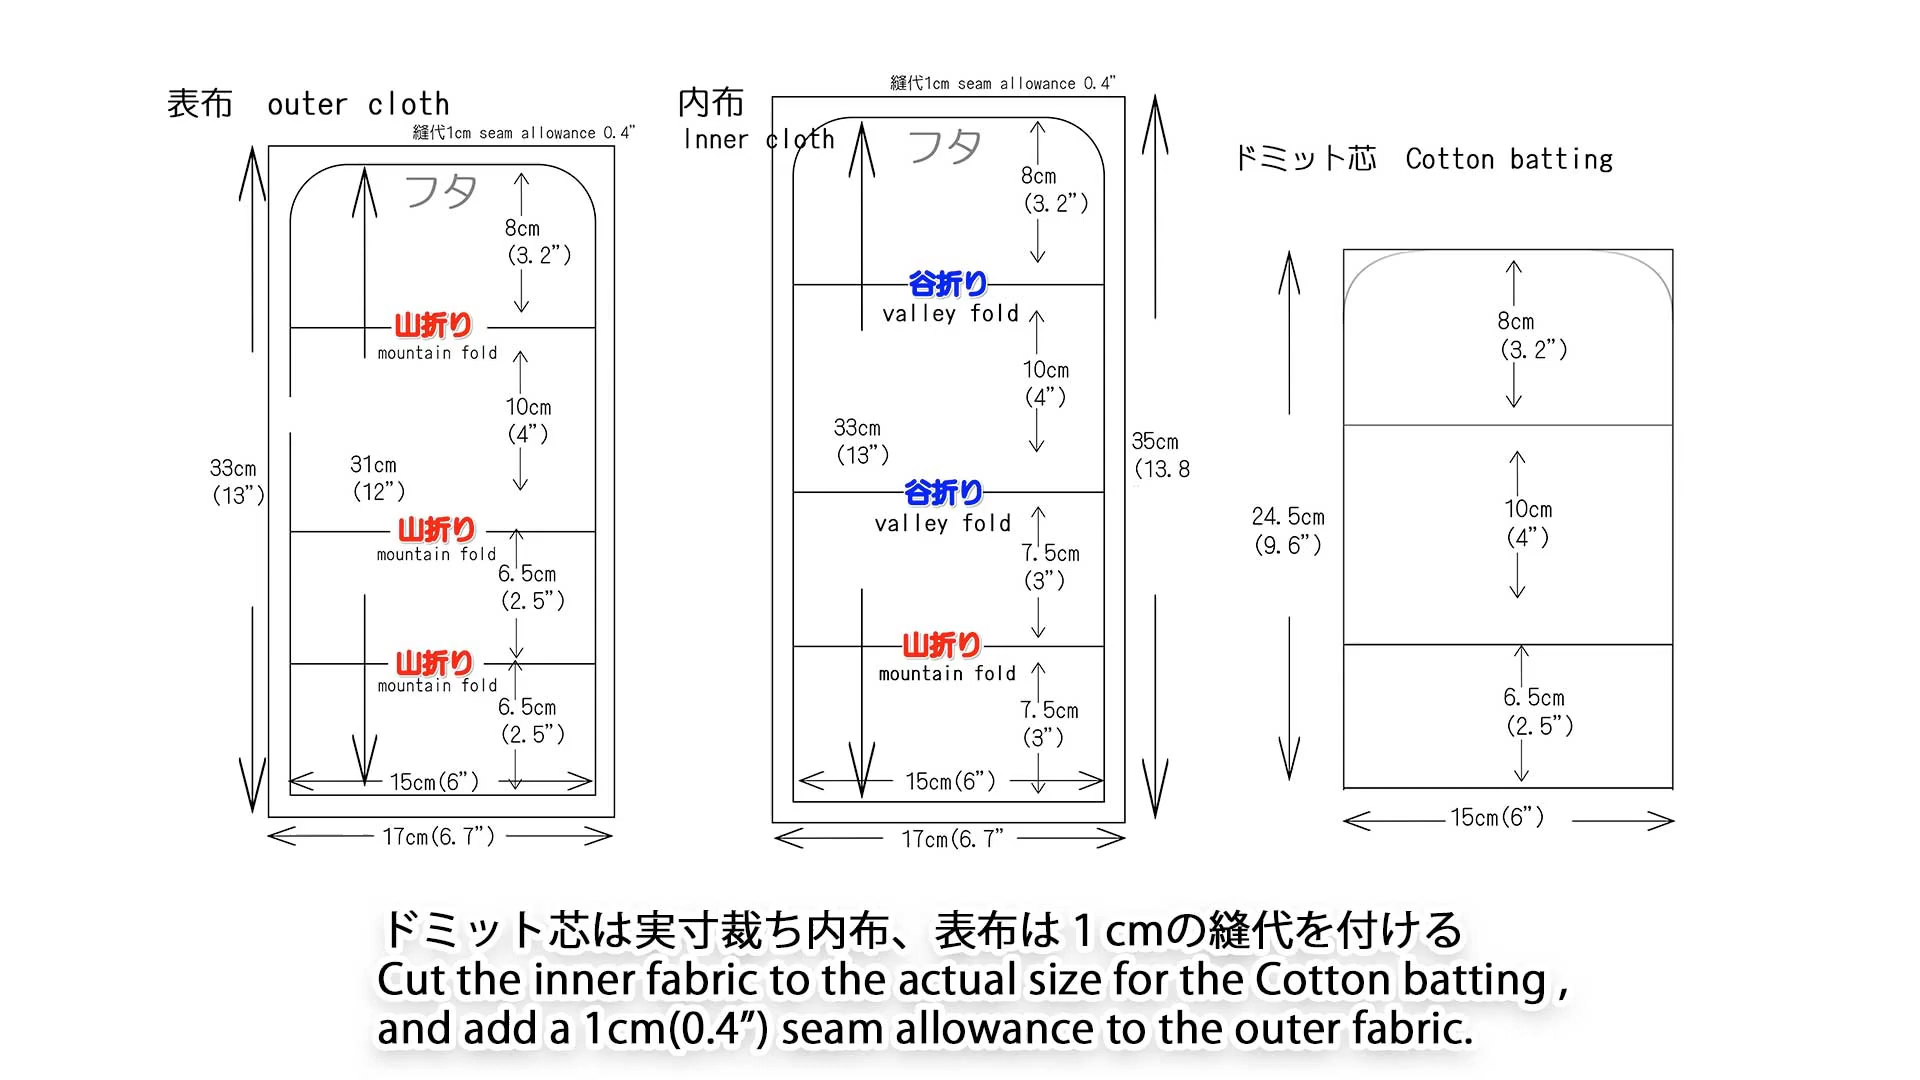 表布 outer cloth
縫代1cm seam allowance 0.4”
フタ
8cm
(3.2”)
山折り
mountain fold
10cm
(4”)
33cm
(13”)
31cm
(12”)
山折り
mountain fold
6.5cm
(2.5”)
山折り
mountain fold
6.5cm
(2.5”)
15cm(6”)
17cm(6.7”)
縫代1cm seam allowance 0.4”
内布
Inner cloth
フタ
8cm
(3.2”)
谷折り
valley fold
10cm
(4”)
33cm
(13”)
35cm
(13.8
谷折り
valley fold
7.5cm
(3”)
山折り
mountain fold
7.5cm
(3”)
15cm(6”)
17cm(6.7”
ドミット芯 Cotton batting
8cm
(3.2”)
10cm
(4”)
24.5cm
(9.6”)
6.5cm
(2.5”)
15cm(6”)
ドミット芯は実寸裁ち内布、表布は１cmの縫代を付ける
Cut the inner fabric to the actual size for the Cotton batting ,
and add a 1cm(0.4”) seam allowance to the outer fabric.